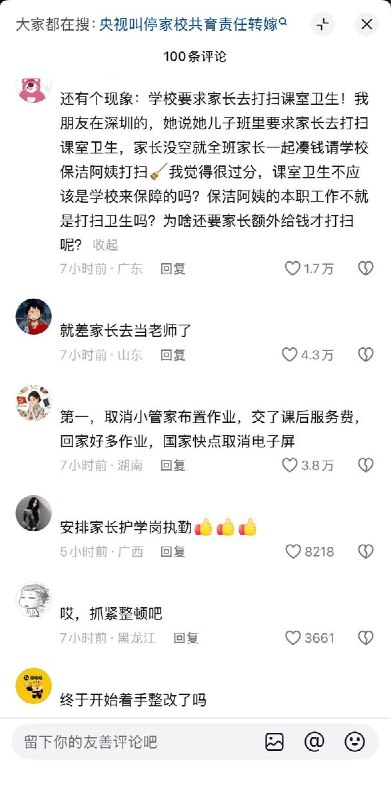 大家都在搜：央视叫停家校共育责任转嫁
100条评论
还有个现象：学校要求家长去打扫课室卫生！我
朋友在深圳的，她说她儿子班里要求家长去打扫
课室卫生，家长没空就全班家长一起凑钱请学校
保洁阿姨打扫🧹我觉得很过分，课室卫生不应
该是学校来保障的吗？保洁阿姨的本职工作不就
是打扫卫生吗？为啥还要家长额外给钱才打扫
呢？ 收起
7小时前 · 广东 回复 1.7万
就差家长去当老师了
7小时前 · 山东 回复 4.3万
第一，取消小管家布置作业，交了课后服务费，
回家好多作业，国家快点取消电子屏
7小时前 · 湖南 回复 3.8万
安排家长护学岗执勤👍👍👍
5小时前 · 广西 回复 8218
哎，抓紧整顿吧
7小时前 · 黑龙江 回复 3661
终于开始着手整改了吗
留下你的友善评论吧